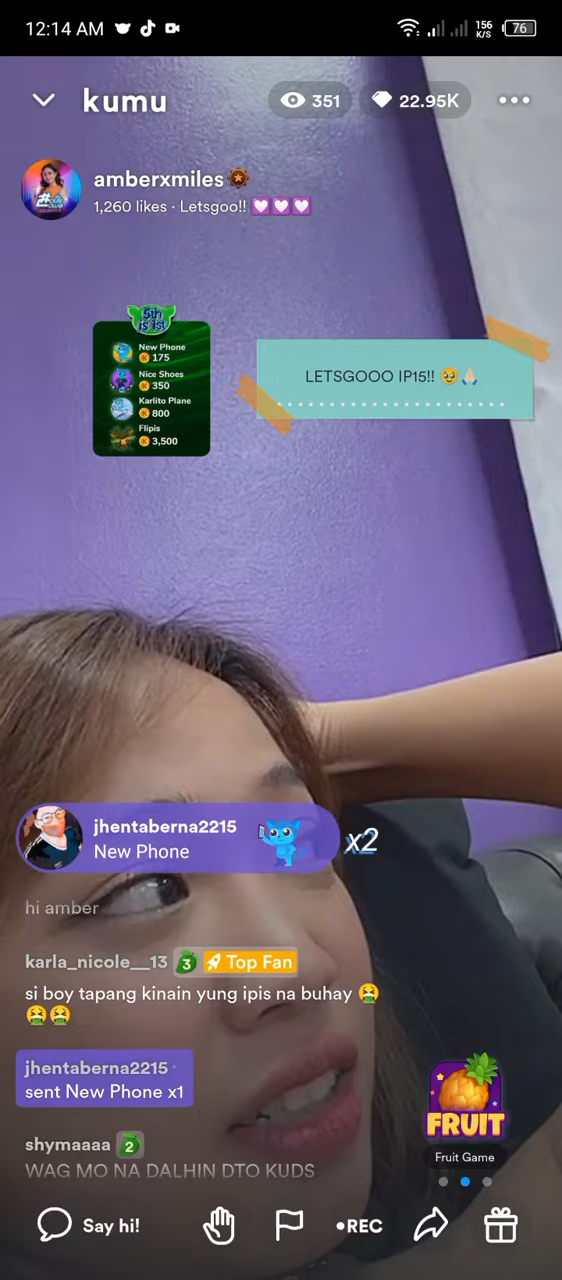 12:14 AM
156
K/S
76
kumu
351
22.95K
amberxmiles
1,260 likes · Letsgoo!! 💟💟💟
5th
is 1st
New Phone
K 175
Nice Shoes
K 350
Karlito Plane
K 800
Flipis
K 3,500
LETSGOOO IP15!! 🥹🙏🏻
jhentaberna2215
New Phone
x2
hi amber
karla_nicole__13 3 🚀 Top Fan
si boy tapang kinain yung ipis na buhay 🤮
🤮🤮
jhentaberna2215
sent New Phone x1
shymaaaa 2
WAG MO NA DALHIN DTO KUDS
FRUIT
Fruit Game
Say hi!
•REC